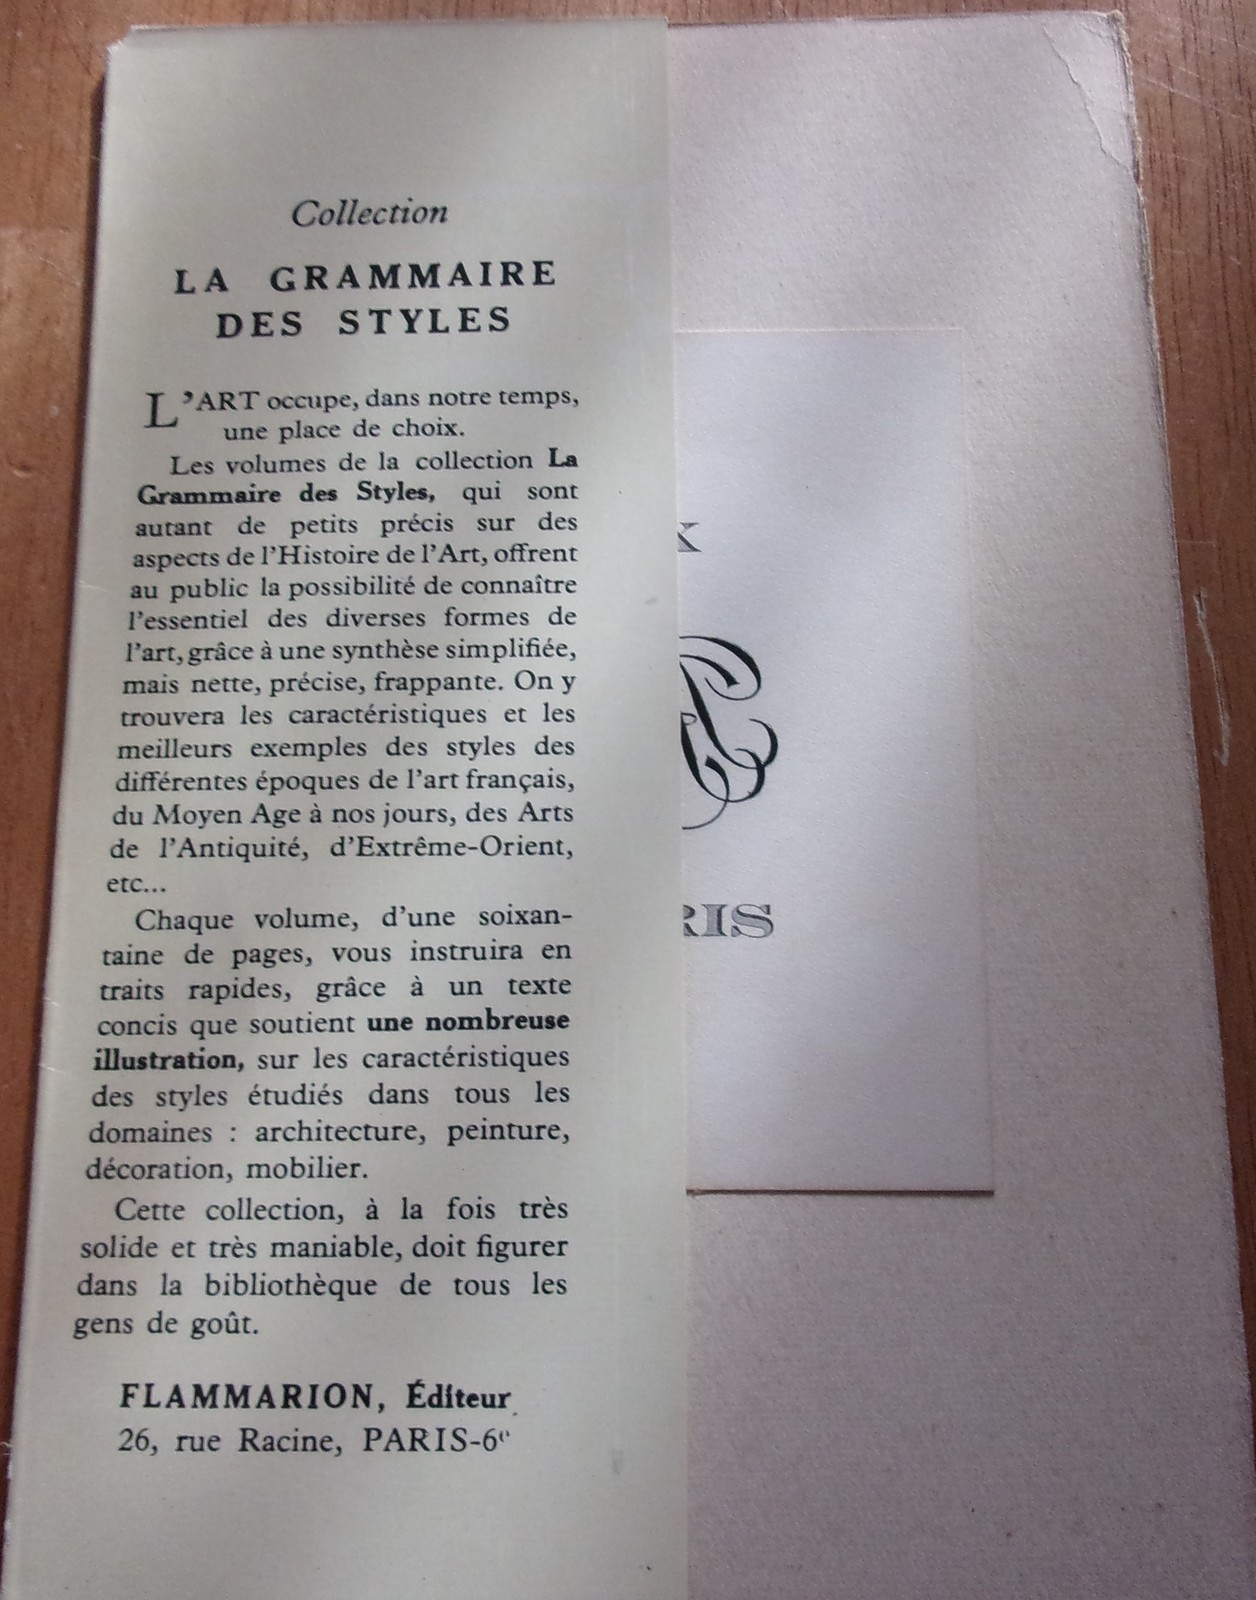 Collection
LA GRAMMAIRE
DES STYLES
L'ART occupe, dans notre temps,
une place de choix.
Les volumes de la collection La
Grammaire des Styles, qui sont
autant de petits précis sur des
aspects de l'Histoire de l'Art, offrent
au public la possibilité de connaître
l'essentiel des diverses formes de
l'art, grâce à une synthèse simplifiée,
mais nette, précise, frappante. On y
trouvera les caractéristiques et les
meilleurs exemples des styles des
différentes époques de l'art français,
du Moyen Age à nos jours, des Arts
de l'Antiquité, d'Extrême-Orient,
etc...
Chaque volume, d'une soixan-
taine de pages, vous instruira en
traits rapides, grâce à un texte
concis que soutient une nombreuse
illustration, sur les caractéristiques
des styles étudiés dans tous les
domaines : architecture, peinture,
décoration, mobilier.
Cette collection, à la fois très
solide et très maniable, doit figurer
dans la bibliothèque de tous les
gens de goût.
FLAMMARION, Éditeur
26, rue Racine, PARIS-6e
X
RIS